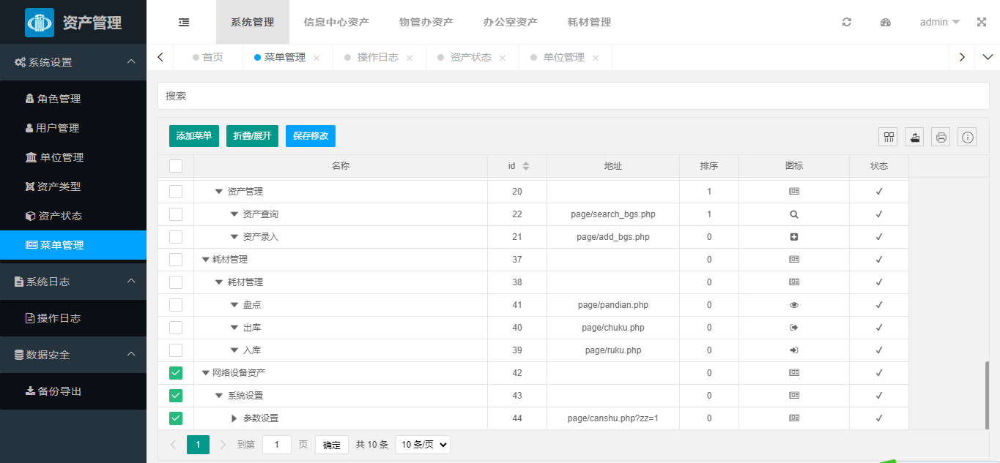 资产管理
系统管理 信息中心资产 物管办资产 办公室资产 耗材管理 admin
系统设置
角色管理
用户管理
单位管理
资产类型
资产状态
菜单管理
系统日志
操作日志
数据安全
备份导出
首页 菜单管理 操作日志 资产状态 单位管理
搜索
添加菜单 折叠/展开 保存修改
名称 id 地址 排序 图标 状态
资产管理 20 1
资产查询 22 page/search_bgs.php 1
资产录入 21 page/add_bgs.php 0
耗材管理 37 0
耗材管理 38 0
盘点 41 page/pandian.php 0
出库 40 page/chuku.php 0
入库 39 page/ruku.php 0
网络设备资产 42 0
系统设置 43 0
参数设置 44 page/canshu.php?zz=1 0
1 到第 1 页 确定 共 10 条 10 条/页